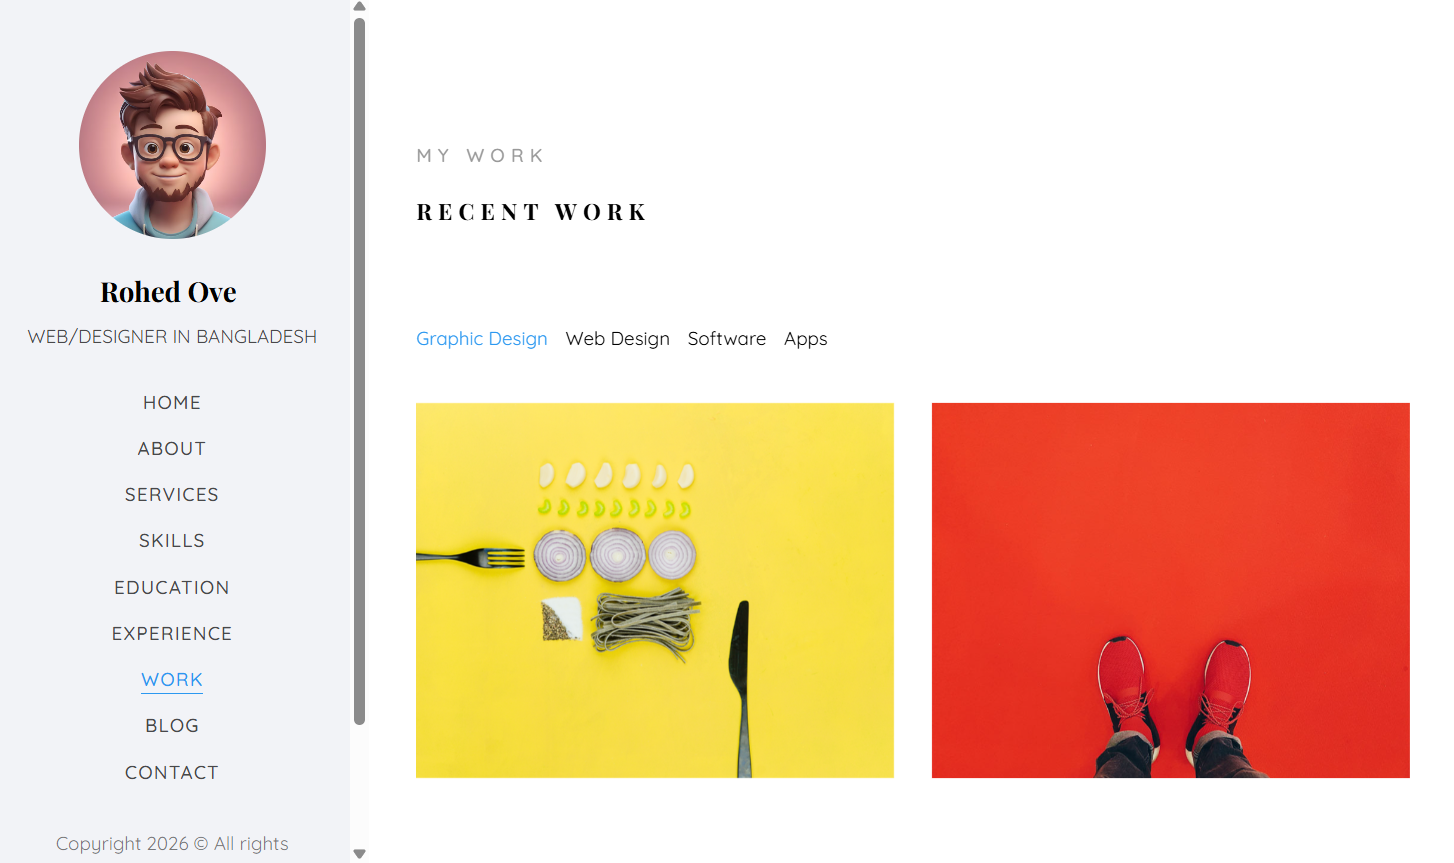 Rohed Ove
WEB/DESIGNER IN BANGLADESH
HOME
ABOUT
SERVICES
SKILLS
EDUCATION
EXPERIENCE
WORK
BLOG
CONTACT
Copyright 2026 © All rights
MY WORK
RECENT WORK
Graphic Design Web Design Software Apps